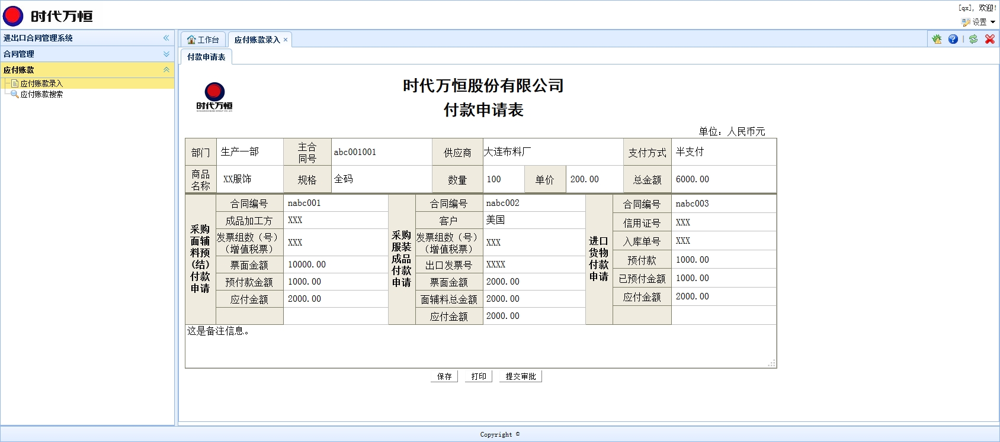 时代万恒
[qx], 欢迎!
设置
进出口合同管理系统
合同管理
应付账款
应付账款录入
应付账款搜索
工作台
应付账款录入 ×
付款申请表
时代万恒
时代万恒股份有限公司
付款申请表
单位：人民币元
部门 生产一部 主合同号 abc001001 供应商 大连布料厂 支付方式 半支付
商品名称 XX服饰 规格 全码 数量 100 单价 200.00 总金额 6000.00
采购面辅料预(结)付款申请
合同编号 nabc001
成品加工方 XXX
发票组数（号）（增值税票） XXX
票面金额 10000.00
预付款金额 1000.00
应付金额 2000.00
采购服装成品付款申请
合同编号 nabc002
客户 美国
发票组数（号）（增值税票） XXX
出口发票号 XXXX
票面金额 2000.00
面辅料总金额 2000.00
应付金额 2000.00
进口货物付款申请
合同编号 nabc003
信用证号 XXX
入库单号 XXX
预付款 1000.00
已预付金额 1000.00
应付金额 2000.00
这是备注信息。
保存 打印 提交审批
Copyright ©